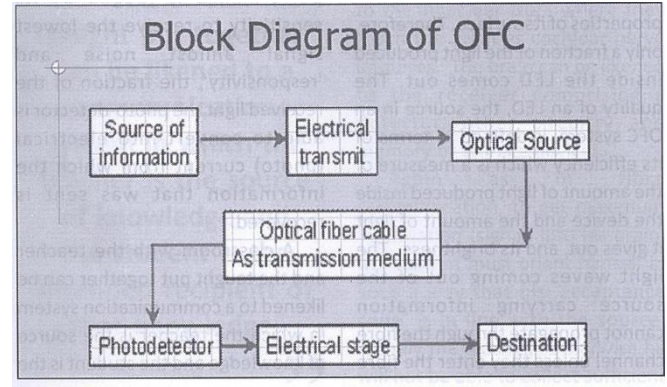 Block Diagram of OFC
Source of
information
Electrical
transmit
Optical Source
Optical fiber cable
As transmission medium
Photodetector
Electrical stage
Destination